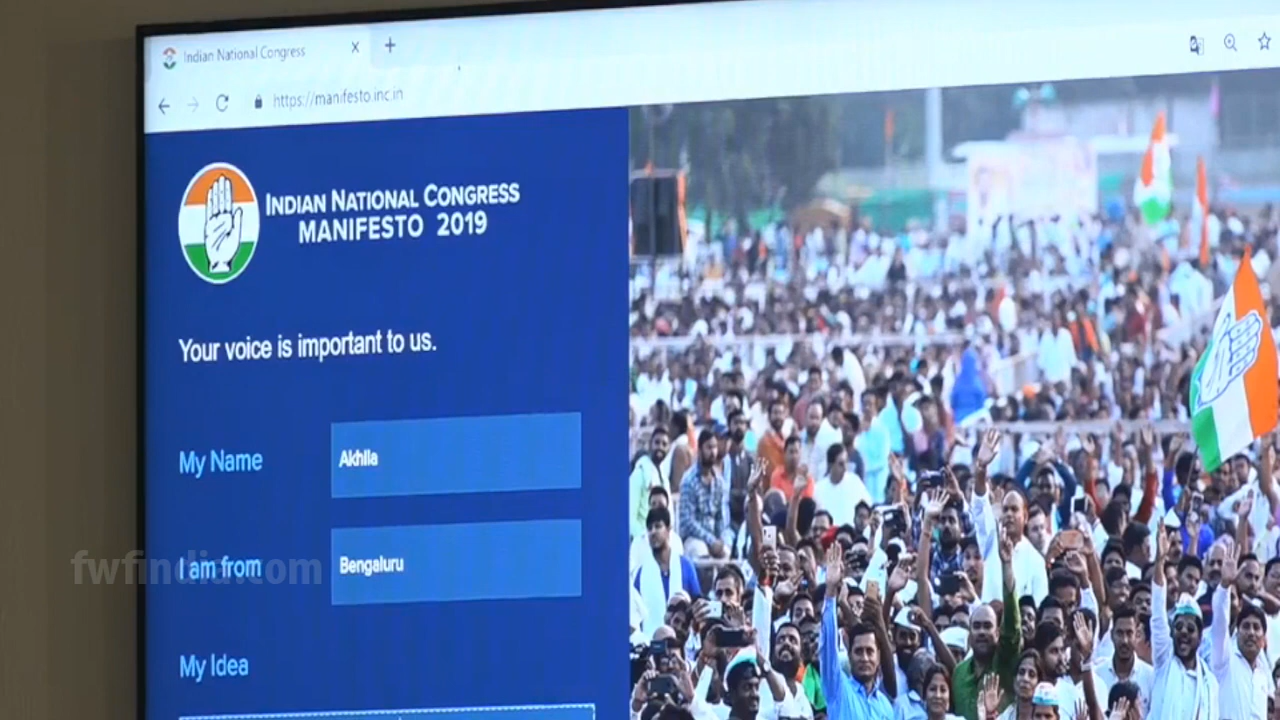 Indian National Congress
https://manifesto.inc.in
INDIAN NATIONAL CONGRESS
MANIFESTO 2019
Your voice is important to us.
My Name
Akhila
I am from
Bengaluru
fwfindia.com
My Idea